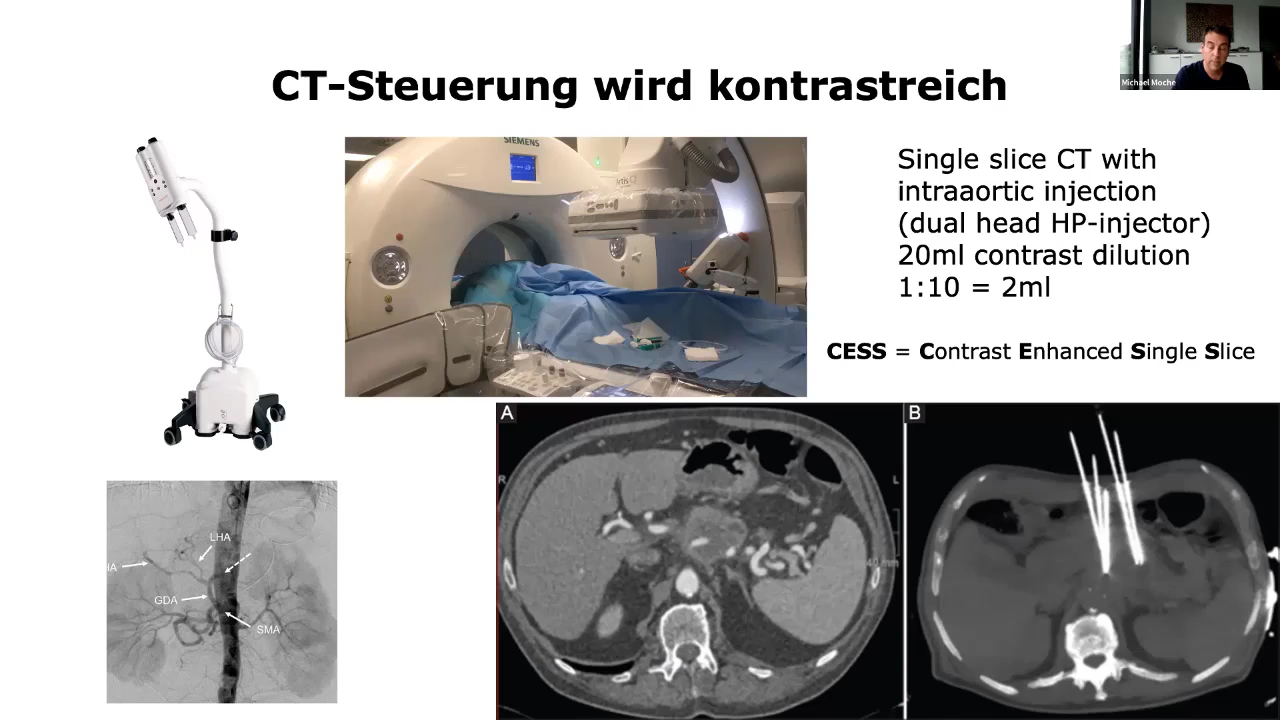 Michael Moche
CT-Steuerung wird kontrastreich
SIEMENS
Single slice CT with
intraaortic injection
(dual head HP-injector)
20ml contrast dilution
1:10 = 2ml
CESS = Contrast Enhanced Single Slice
A
B
R
L
LHA
HA
GDA
SMA